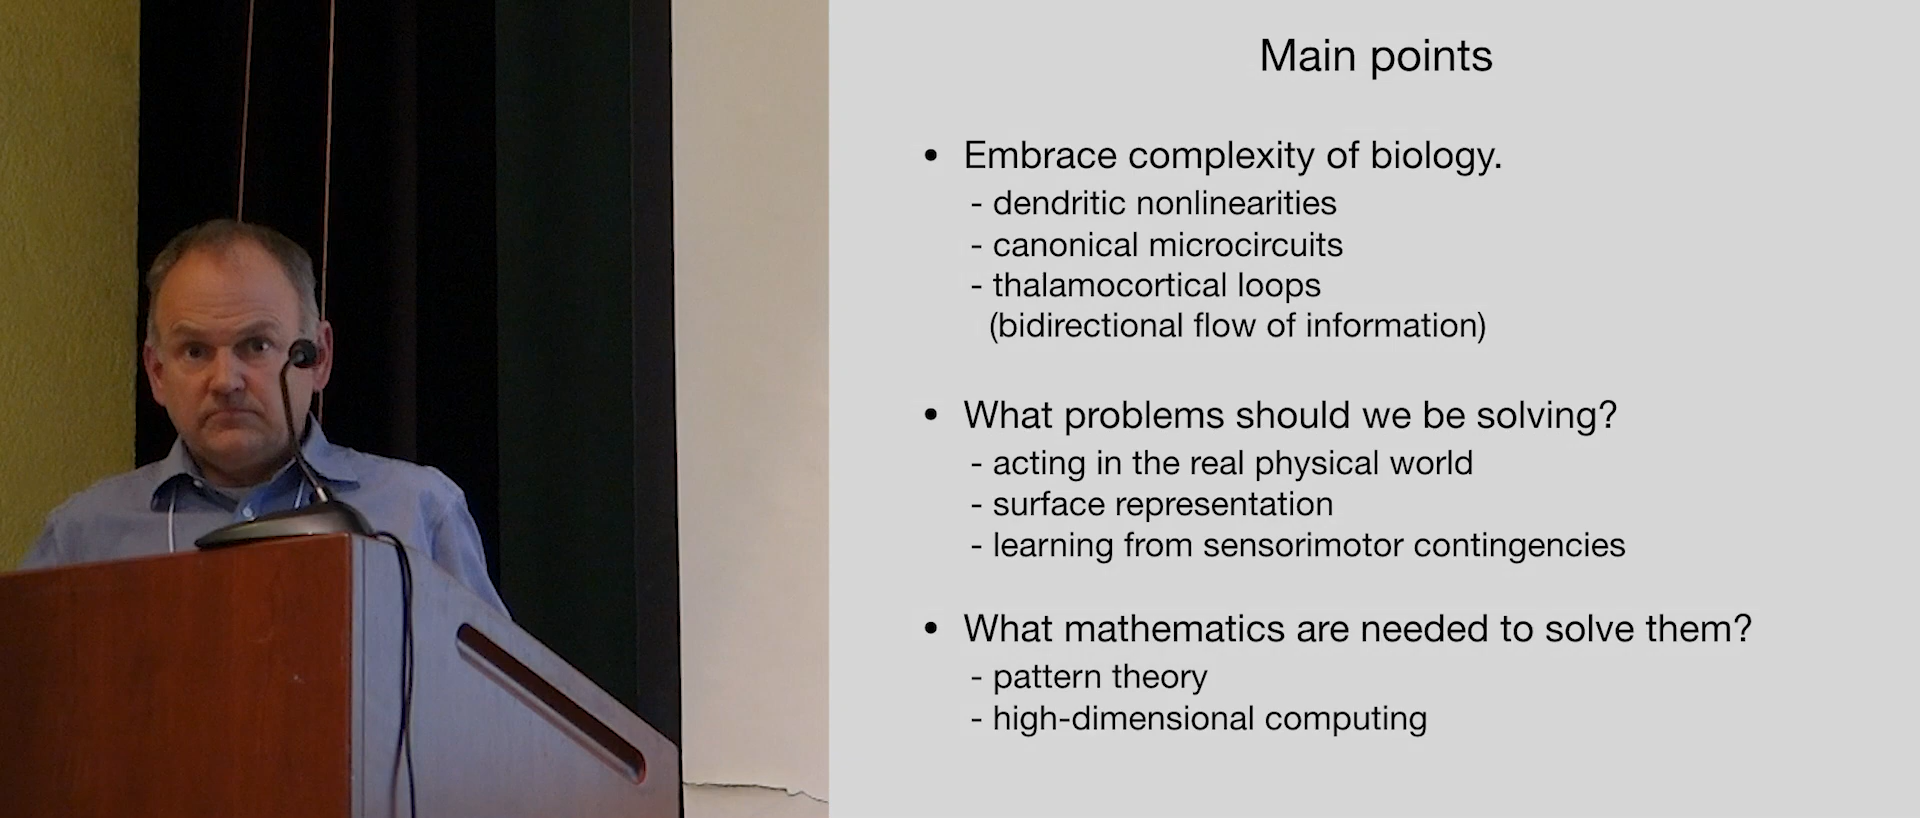 Main points
• Embrace complexity of biology.
- dendritic nonlinearities
- canonical microcircuits
- thalamocortical loops
(bidirectional flow of information)
• What problems should we be solving?
- acting in the real physical world
- surface representation
- learning from sensorimotor contingencies
• What mathematics are needed to solve them?
- pattern theory
- high-dimensional computing